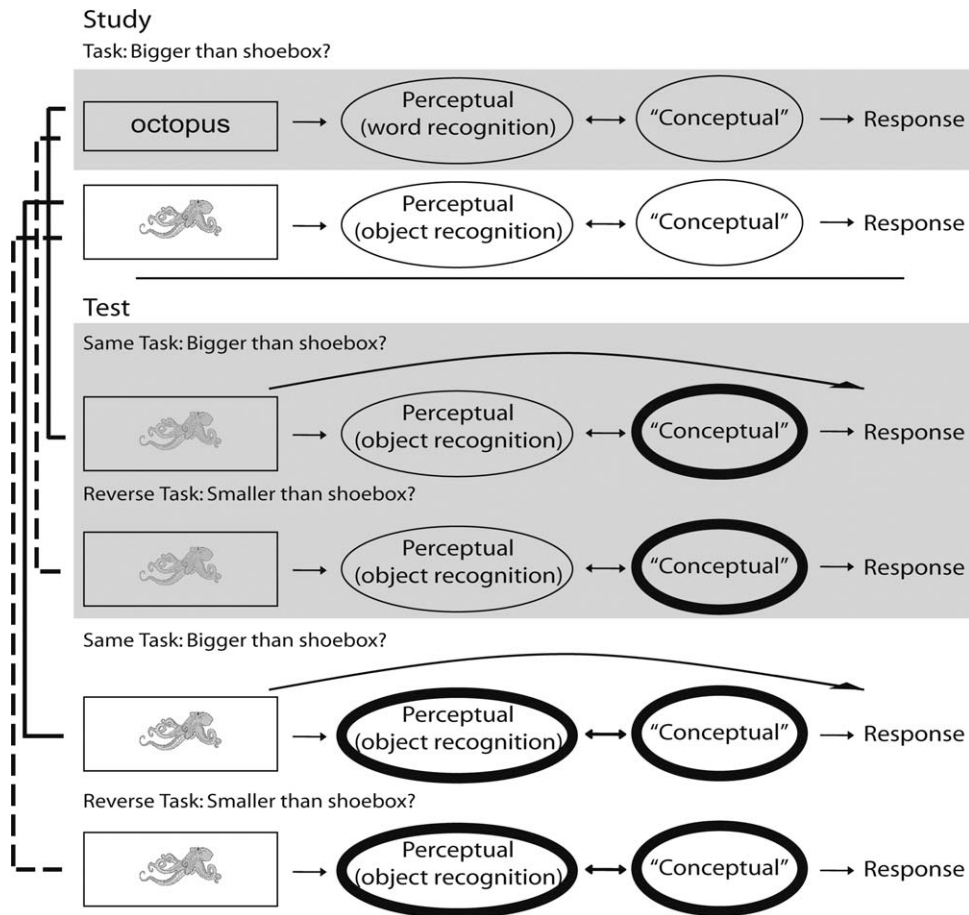 Study
Task: Bigger than shoebox?
octopus
Perceptual
(word recognition)
“Conceptual”
Response
Perceptual
(object recognition)
“Conceptual”
Response
Test
Same Task: Bigger than shoebox?
Perceptual
(object recognition)
“Conceptual”
Response
Reverse Task: Smaller than shoebox?
Perceptual
(object recognition)
“Conceptual”
Response
Same Task: Bigger than shoebox?
Perceptual
(object recognition)
“Conceptual”
Response
Reverse Task: Smaller than shoebox?
Perceptual
(object recognition)
“Conceptual”
Response